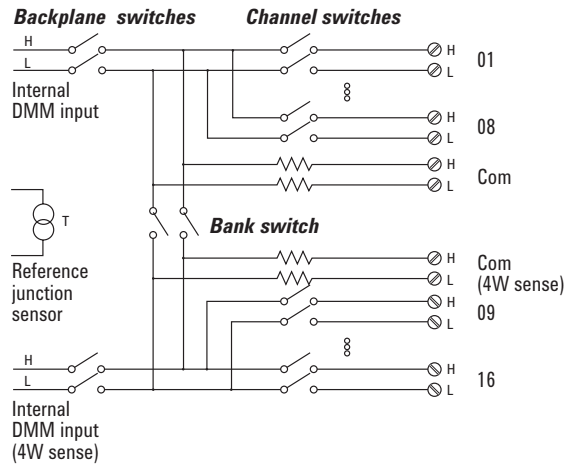 Backplane switches Channel switches
H
L
Internal
DMM input
H
L
01
H
L
08
H
L
Com
T
Reference
junction
sensor
Bank switch
H
L
Com
(4W sense)
H
L
09
H
L
Internal
DMM input
(4W sense)
H
L
16